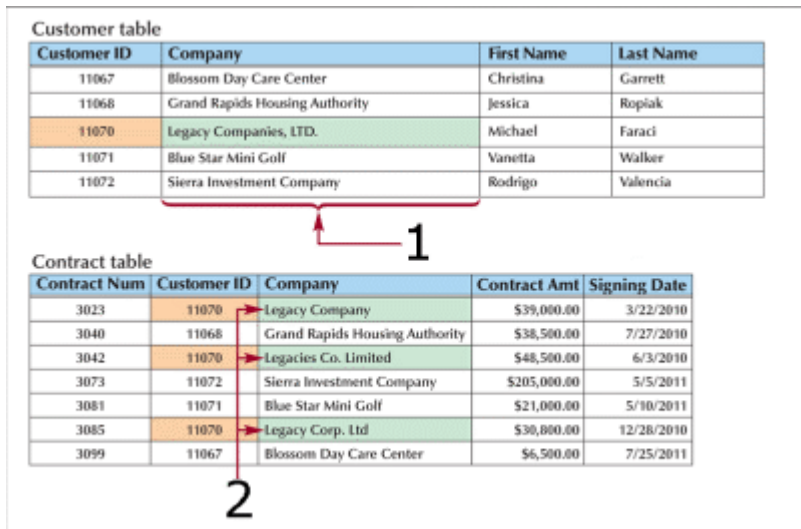 Customer table
Customer ID Company First Name Last Name
11067 Blossom Day Care Center Christina Garrett
11068 Grand Rapids Housing Authority Jessica Ropiak
11070 Legacy Companies, LTD. Michael Faraci
11071 Blue Star Mini Golf Vanetta Walker
11072 Sierra Investment Company Rodrigo Valencia
1
Contract table
Contract Num Customer ID Company Contract Amt Signing Date
3023 11070 Legacy Company $39,000.00 3/22/2010
3040 11068 Grand Rapids Housing Authority $38,500.00 7/27/2010
3042 11070 Legacies Co. Limited $48,500.00 6/3/2010
3073 11072 Sierra Investment Company $205,000.00 5/5/2011
3081 11071 Blue Star Mini Golf $21,000.00 5/10/2011
3085 11070 Legacy Corp. Ltd $30,800.00 12/28/2010
3099 11067 Blossom Day Care Center $6,500.00 7/25/2011
2